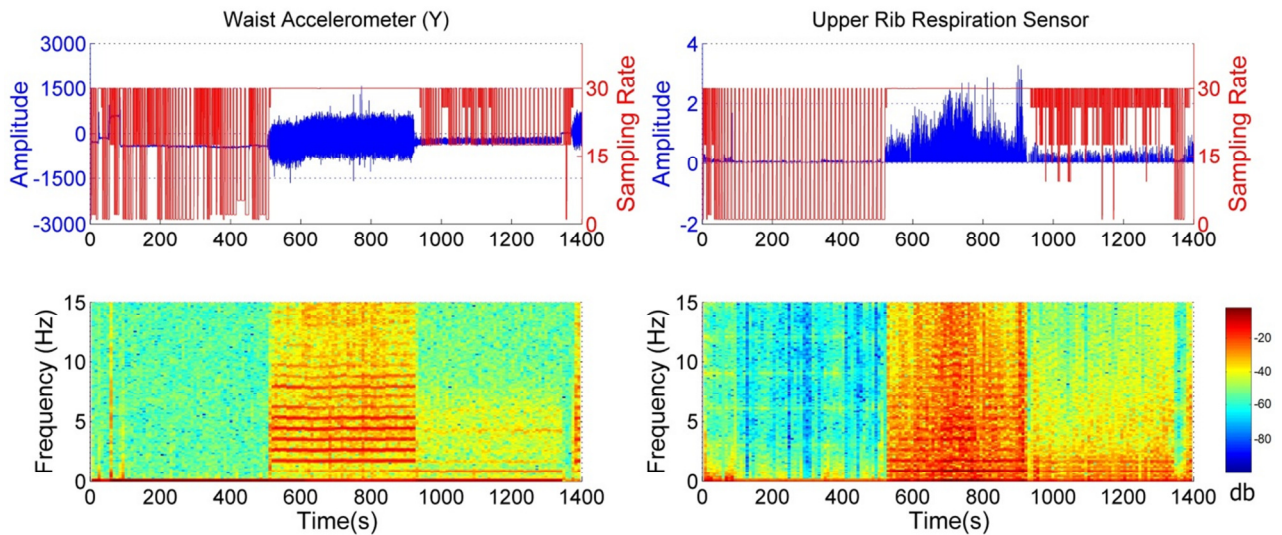 Waist Accelerometer (Y)
Upper Rib Respiration Sensor
3000
1500
0
-1500
-3000
Amplitude
30
15
0
Sampling Rate
0 200 400 600 800 1000 1200 1400
4
2
0
-2
Amplitude
30
15
0
Sampling Rate
0 200 400 600 800 1000 1200 1400
15
10
5
0
Frequency (Hz)
0 200 400 600 800 1000 1200 1400
Time(s)
15
10
5
0
Frequency (Hz)
0 200 400 600 800 1000 1200 1400
Time(s)
-20
-40
-60
-80
db